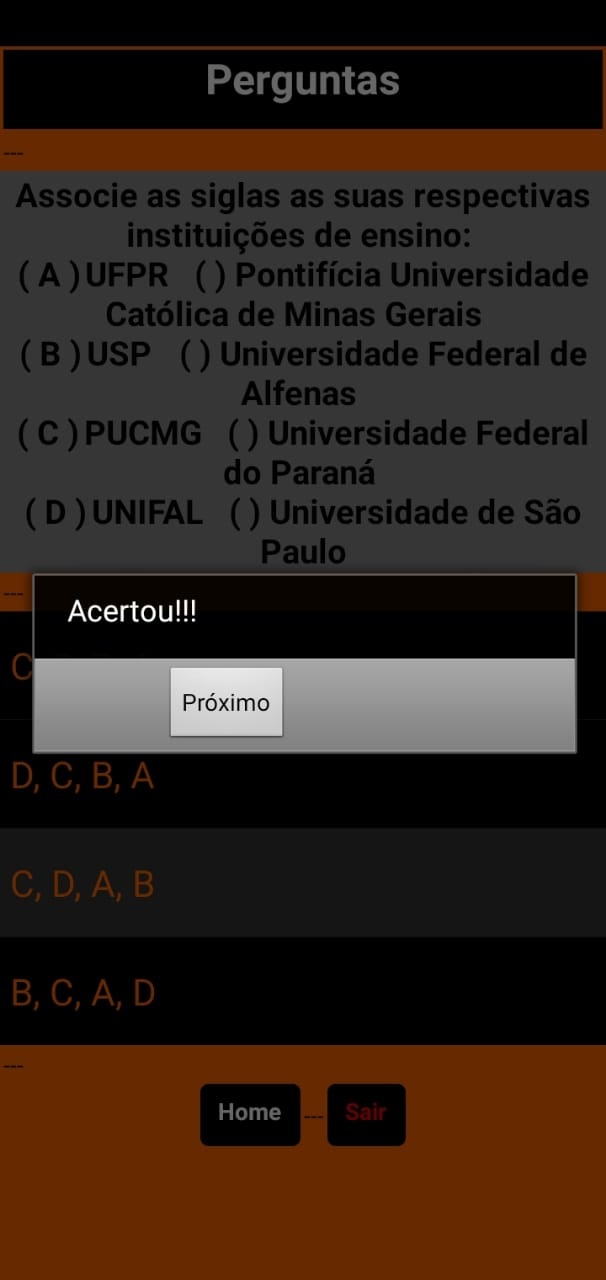 Perguntas
---
Associe as siglas as suas respectivas
instituições de ensino:
( A ) UFPR ( ) Pontifícia Universidade
Católica de Minas Gerais
( B ) USP ( ) Universidade Federal de
Alfenas
( C ) PUCMG ( ) Universidade Federal
do Paraná
( D ) UNIFAL ( ) Universidade de São
Paulo
---
Acertou!!!
C
Próximo
D, C, B, A
C, D, A, B
B, C, A, D
---
Home --- Sair